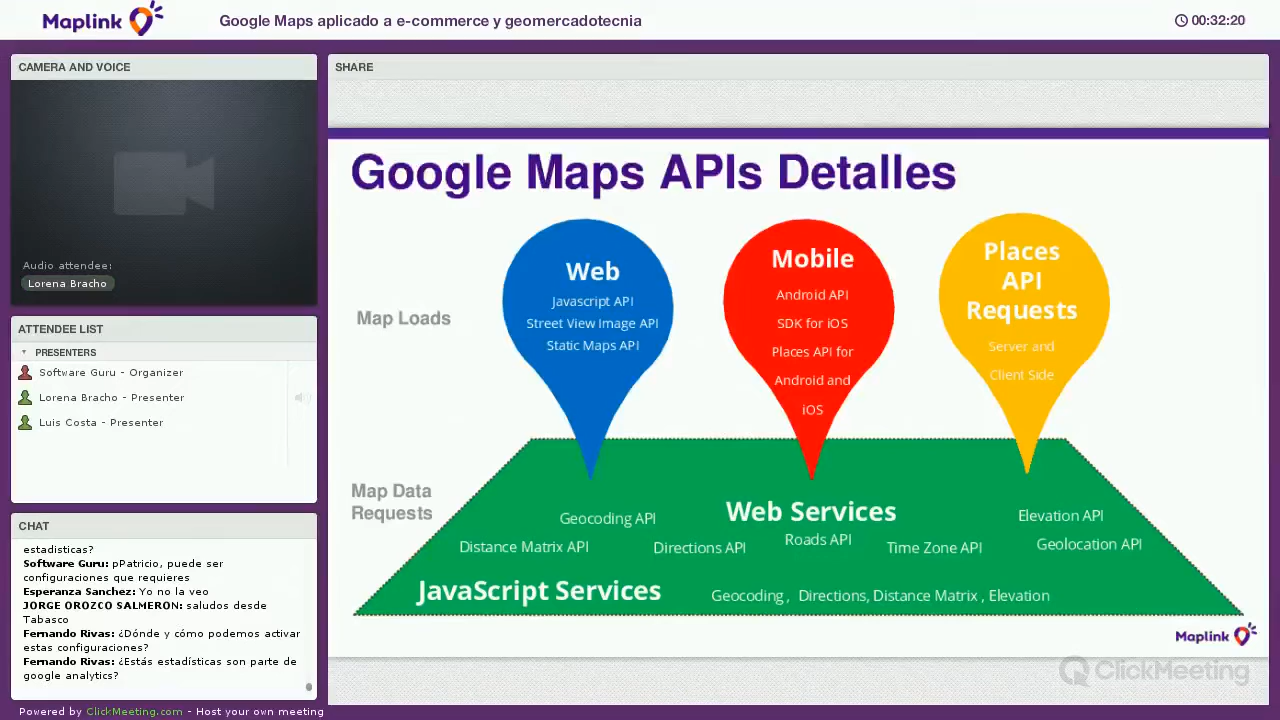 Maplink
Google Maps aplicado a e-commerce y geomercadotecnia
00:32:20
CAMERA AND VOICE
Audio attendee:
Lorena Bracho
ATTENDEE LIST
PRESENTERS
Software Guru - Organizer
Lorena Bracho - Presenter
Luis Costa - Presenter
CHAT
estadisticas?
Software Guru: pPatricio, puede ser
configuraciones que requieres
Esperanza Sanchez: Yo no la veo
JORGE OROZCO SALMERON: saludos desde
Tabasco
Fernando Rivas: ¿Dónde y cómo podemos activar
estas configuraciones?
Fernando Rivas: ¿Estás estadísticas son parte de
google analytics?
Powered by ClickMeeting.com - Host your own meeting
SHARE
Google Maps APIs Detalles
Map Loads
Web
Javascript API
Street View Image API
Static Maps API
Mobile
Android API
SDK for iOS
Places API for
Android and
iOS
Places
API
Requests
Server and
Client Side
Map Data
Requests
Web Services
Geocoding API
Elevation API
Distance Matrix API
Directions API
Roads API
Time Zone API
Geolocation API
JavaScript Services
Geocoding , Directions, Distance Matrix , Elevation
Maplink
ClickMeeting